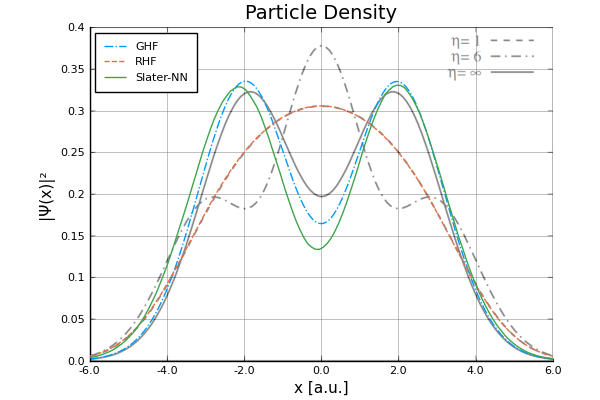 Particle Density
GHF
RHF
Slater-NN
η= 1
η= 6
η= ∞
|Ψ(x)|²
0.4
0.35
0.3
0.25
0.2
0.15
0.1
0.05
0.0
-6.0 -4.0 -2.0 0.0 2.0 4.0 6.0
x [a.u.]